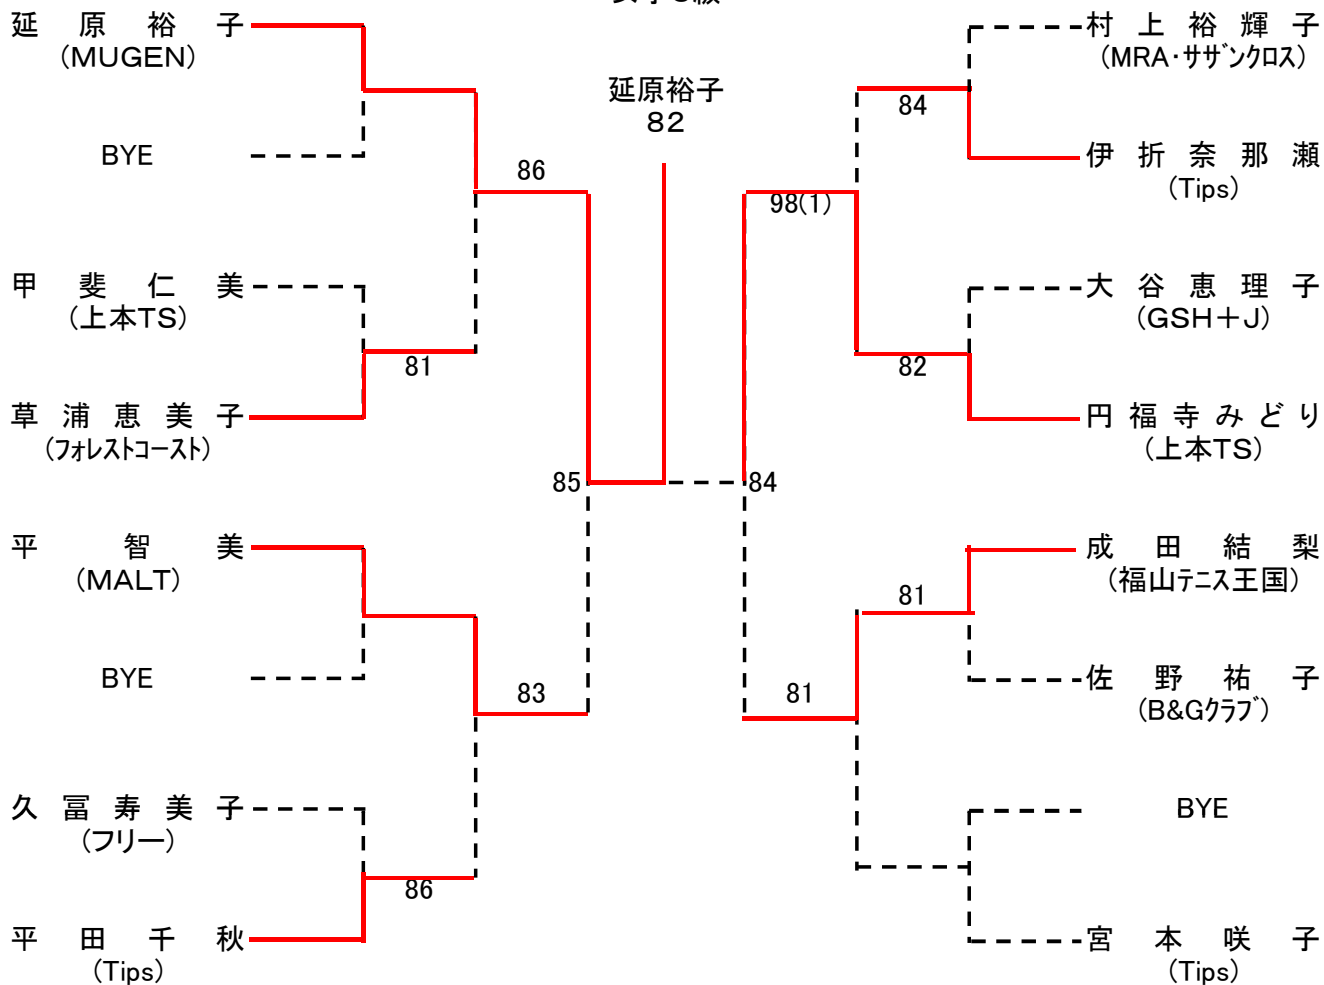 延原裕子
(MUGEN)
BYE
甲斐仁美
(上本TS)
草浦恵美子
(フォレストコースト)
平智美
(MALT)
BYE
久冨寿美子
(フリー)
平田千秋
(Tips)
81
86
86
83
85
延原裕子
82
84
98(1)
81
84
82
81
村上裕輝子
(MRA・サザンクロス)
伊折奈那瀬
(Tips)
大谷恵理子
(GSH＋J)
円福寺みどり
(上本TS)
成田結梨
(福山テニス王国)
佐野祐子
(B&Gクラブ)
BYE
宮本咲子
(Tips)